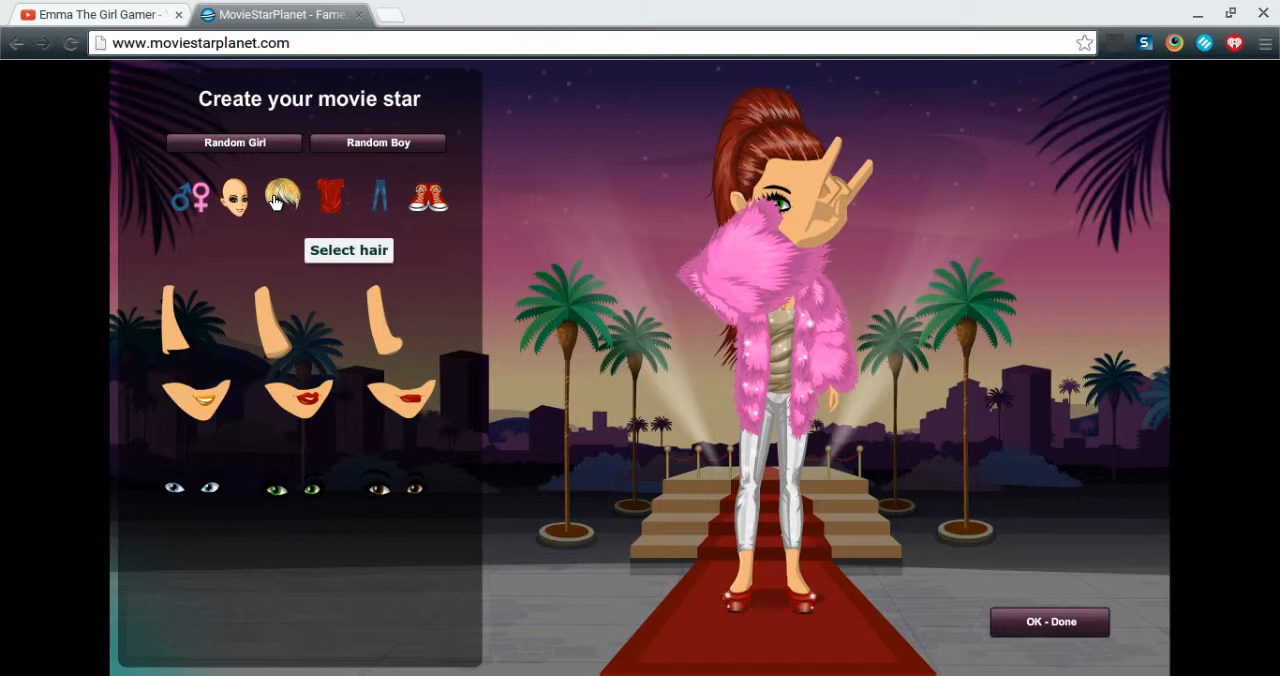 Emma The Girl Gamer -
MovieStarPlanet - Fame,
www.moviestarplanet.com
S
Create your movie star
Random Girl
Random Boy
Select hair
OK - Done